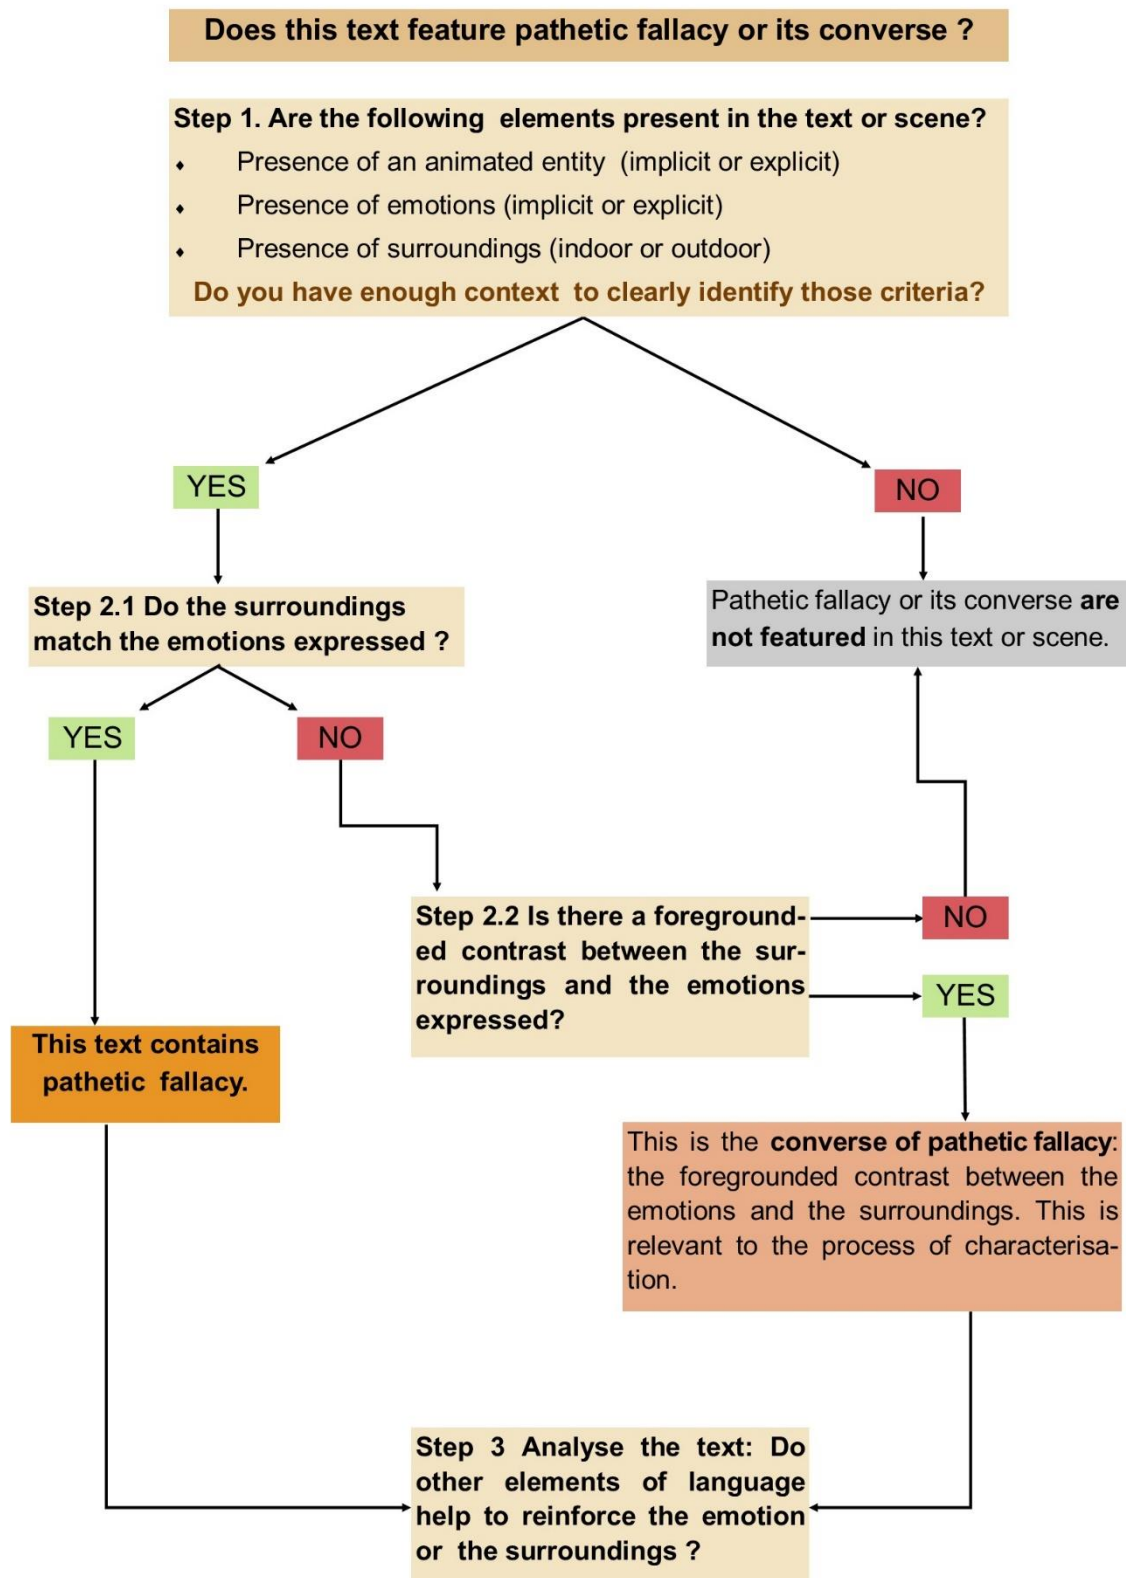 Does this text feature pathetic fallacy or its converse ?
Step 1. Are the following elements present in the text or scene?
♦ Presence of an animated entity (implicit or explicit)
♦ Presence of emotions (implicit or explicit)
♦ Presence of surroundings (indoor or outdoor)
Do you have enough context to clearly identify those criteria?
YES
NO
Step 2.1 Do the surroundings
match the emotions expressed ?
Pathetic fallacy or its converse are
not featured in this text or scene.
YES
NO
Step 2.2 Is there a foreground-
ed contrast between the sur-
roundings and the emotions
expressed?
NO
YES
This text contains
pathetic fallacy.
This is the converse of pathetic fallacy:
the foregrounded contrast between the
emotions and the surroundings. This is
relevant to the process of characterisa-
tion.
Step 3 Analyse the text: Do
other elements of language
help to reinforce the emotion
or the surroundings ?